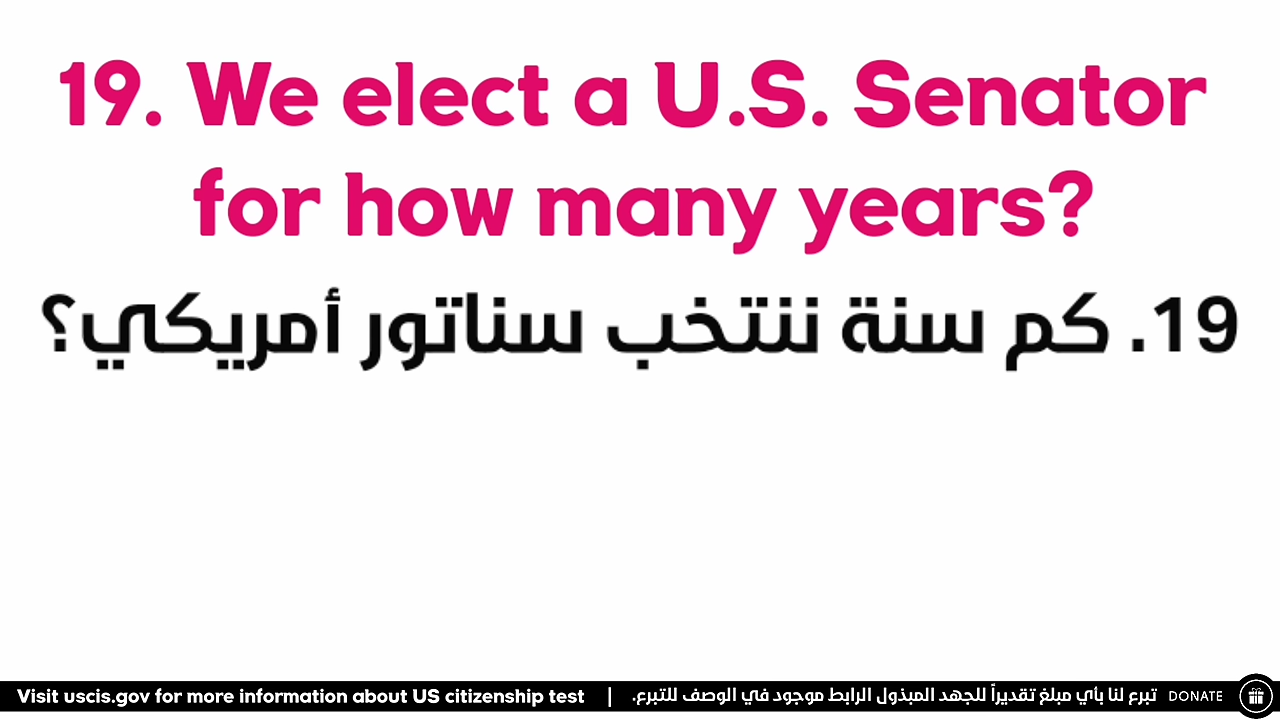 19. We elect a U.S. Senator
for how many years?
19. كم سنة ننتخب سناتور أمريكي؟
Visit uscis.gov for more information about US citizenship test | تبرع لنا بأي مبلغ تقديراً للجهد المبذول الرابط موجود في الوصف للتبرع. DONATE